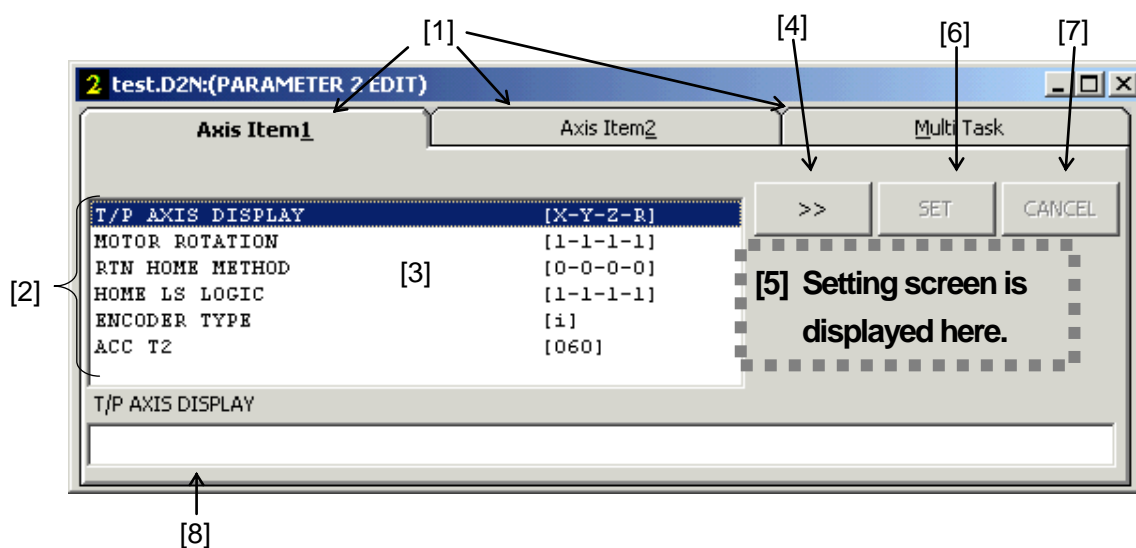 [1] [4] [6] [7]
2 test.D2N:(PARAMETER 2 EDIT)
Axis Item1 Axis Item2 Multi Task
T/P AXIS DISPLAY [X-Y-Z-R] >> SET CANCEL
MOTOR ROTATION [1-1-1-1]
RTN HOME METHOD [0-0-0-0]
[2] [3] [5] Setting screen is
HOME LS LOGIC [1-1-1-1]
ENCODER TYPE [i] displayed here.
ACC T2 [060]
T/P AXIS DISPLAY
[8]